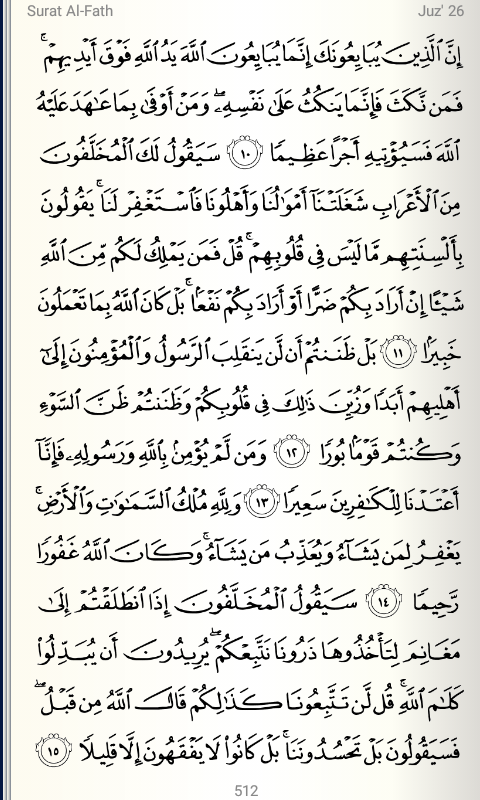 Surat Al-Fath Juz' 26
إِنَّ ٱلَّذِينَ يُبَايِعُونَكَ إِنَّمَا يُبَايِعُونَ ٱللَّهَ يَدُ ٱللَّهِ فَوْقَ أَيْدِيهِمْ ۚ
فَمَن نَّكَثَ فَإِنَّمَا يَنكُثُ عَلَىٰ نَفْسِهِۦ ۖ وَمَنْ أَوْفَىٰ بِمَا عَٰهَدَ عَلَيْهُ
ٱللَّهَ فَسَيُؤْتِيهِ أَجْرًا عَظِيمًا ١٠ سَيَقُولُ لَكَ ٱلْمُخَلَّفُونَ
مِنَ ٱلْأَعْرَابِ شَغَلَتْنَآ أَمْوَٰلُنَا وَأَهْلُونَا فَٱسْتَغْفِرْ لَنَا ۚ يَقُولُونَ
بِأَلْسِنَتِهِم مَّا لَيْسَ فِى قُلُوبِهِمْ ۚ قُلْ فَمَن يَمْلِكُ لَكُم مِّنَ ٱللَّهِ
شَيْـًٔا إِنْ أَرَادَ بِكُمْ ضَرًّا أَوْ أَرَادَ بِكُمْ نَفْعًۢا ۚ بَلْ كَانَ ٱللَّهُ بِمَا تَعْمَلُونَ
خَبِيرًۢا ١١ بَلْ ظَنَنتُمْ أَن لَّن يَنقَلِبَ ٱلرَّسُولُ وَٱلْمُؤْمِنُونَ إِلَىٰٓ
أَهْلِيهِمْ أَبَدًا وَزُيِّنَ ذَٰلِكَ فِى قُلُوبِكُمْ وَظَنَنتُمْ ظَنَّ ٱلسَّوْءِ
وَكُنتُمْ قَوْمًۢا بُورًا ١٢ وَمَن لَّمْ يُؤْمِنۢ بِٱللَّهِ وَرَسُولِهِۦ فَإِنَّآ
أَعْتَدْنَا لِلْكَٰفِرِينَ سَعِيرًا ١٣ وَلِلَّهِ مُلْكُ ٱلسَّمَٰوَٰتِ وَٱلْأَرْضِ ۚ
يَغْفِرُ لِمَن يَشَآءُ وَيُعَذِّبُ مَن يَشَآءُ ۚ وَكَانَ ٱللَّهُ غَفُورًا
رَّحِيمًا ١٤ سَيَقُولُ ٱلْمُخَلَّفُونَ إِذَا ٱنطَلَقْتُمْ إِلَىٰ
مَغَانِمَ لِتَأْخُذُوهَا ذَرُونَا نَتَّبِعْكُمْ ۖ يُرِيدُونَ أَن يُبَدِّلُوا۟
كَلَٰمَ ٱللَّهِ ۚ قُل لَّن تَتَّبِعُونَا كَذَٰلِكُمْ قَالَ ٱللَّهُ مِن قَبْلُ ۖ
فَسَيَقُولُونَ بَلْ تَحْسُدُونَنَا ۚ بَلْ كَانُوا۟ لَا يَفْقَهُونَ إِلَّا قَلِيلًا ١٥
512